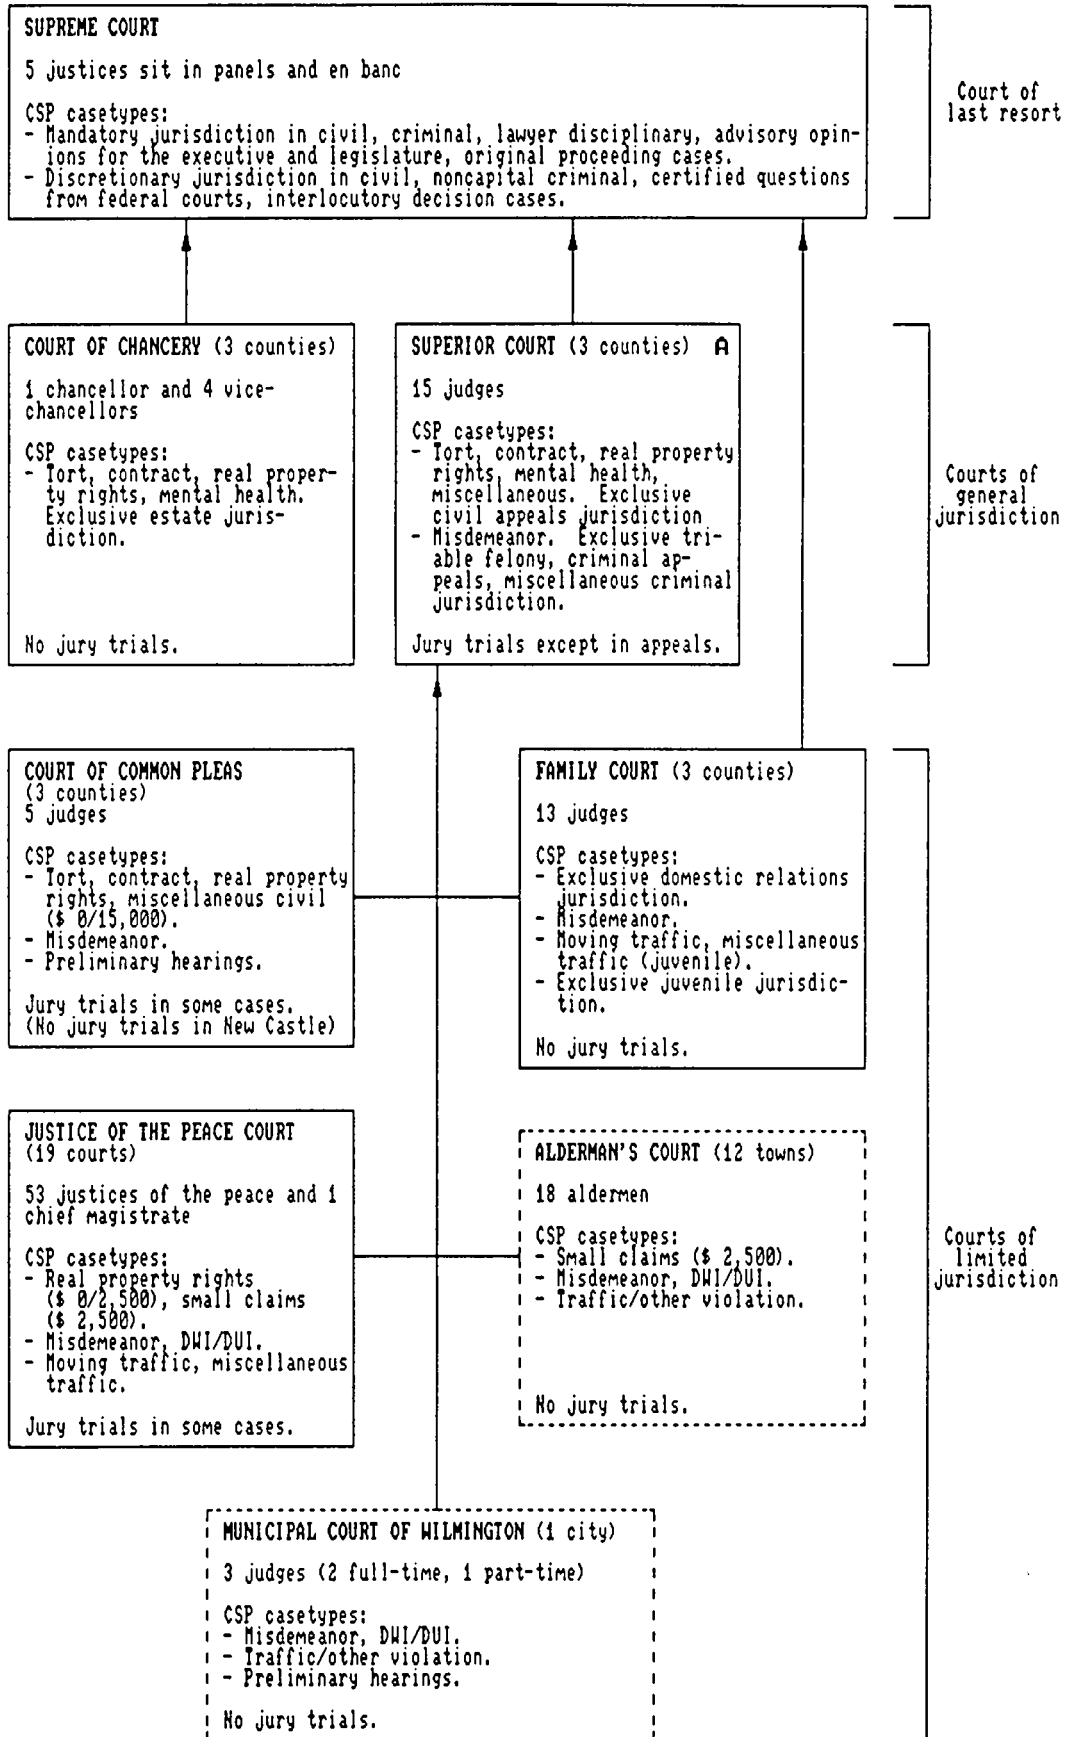 SUPREME COURT
5 justices sit in panels and en banc
CSP casetypes:
- Mandatory jurisdiction in civil, criminal, lawyer disciplinary, advisory opin-
ions for the executive and legislature, original proceeding cases.
- Discretionary jurisdiction in civil, noncapital criminal, certified questions
from federal courts, interlocutory decision cases.
Court of
last resort
COURT OF CHANCERY (3 counties)
1 chancellor and 4 vice-
chancellors
CSP casetypes:
- Tort, contract, real proper-
ty rights, mental health.
Exclusive estate juris-
diction.
No jury trials.
SUPERIOR COURT (3 counties) A
15 judges
CSP casetypes:
- Tort, contract, real property
rights, mental health,
miscellaneous. Exclusive
civil appeals jurisdiction
- Misdemeanor. Exclusive tri-
able felony, criminal ap-
peals, miscellaneous criminal
jurisdiction.
Jury trials except in appeals.
Courts of
general
jurisdiction
COURT OF COMMON PLEAS
(3 counties)
5 judges
CSP casetypes:
- Tort, contract, real property
rights, miscellaneous civil
($ 0/15,000).
- Misdemeanor.
- Preliminary hearings.
Jury trials in some cases.
(No jury trials in New Castle)
FAMILY COURT (3 counties)
13 judges
CSP casetypes:
- Exclusive domestic relations
jurisdiction.
- Misdemeanor.
- Moving traffic, miscellaneous
traffic (juvenile).
- Exclusive juvenile jurisdic-
tion.
No jury trials.
JUSTICE OF THE PEACE COURT
(19 courts)
53 justices of the peace and 1
chief magistrate
CSP casetypes:
- Real property rights
($ 0/2,500), small claims
($ 2,500).
- Misdemeanor, DWI/DUI.
- Moving traffic, miscellaneous
traffic.
Jury trials in some cases.
ALDERMAN'S COURT (12 towns)
18 aldermen
CSP casetypes:
- Small claims ($ 2,500).
- Misdemeanor, DWI/DUI.
- Traffic/other violation.
No jury trials.
Courts of
limited
jurisdiction
MUNICIPAL COURT OF WILMINGTON (1 city)
3 judges (2 full-time, 1 part-time)
CSP casetypes:
- Misdemeanor, DWI/DUI.
- Traffic/other violation.
- Preliminary hearings.
No jury trials.